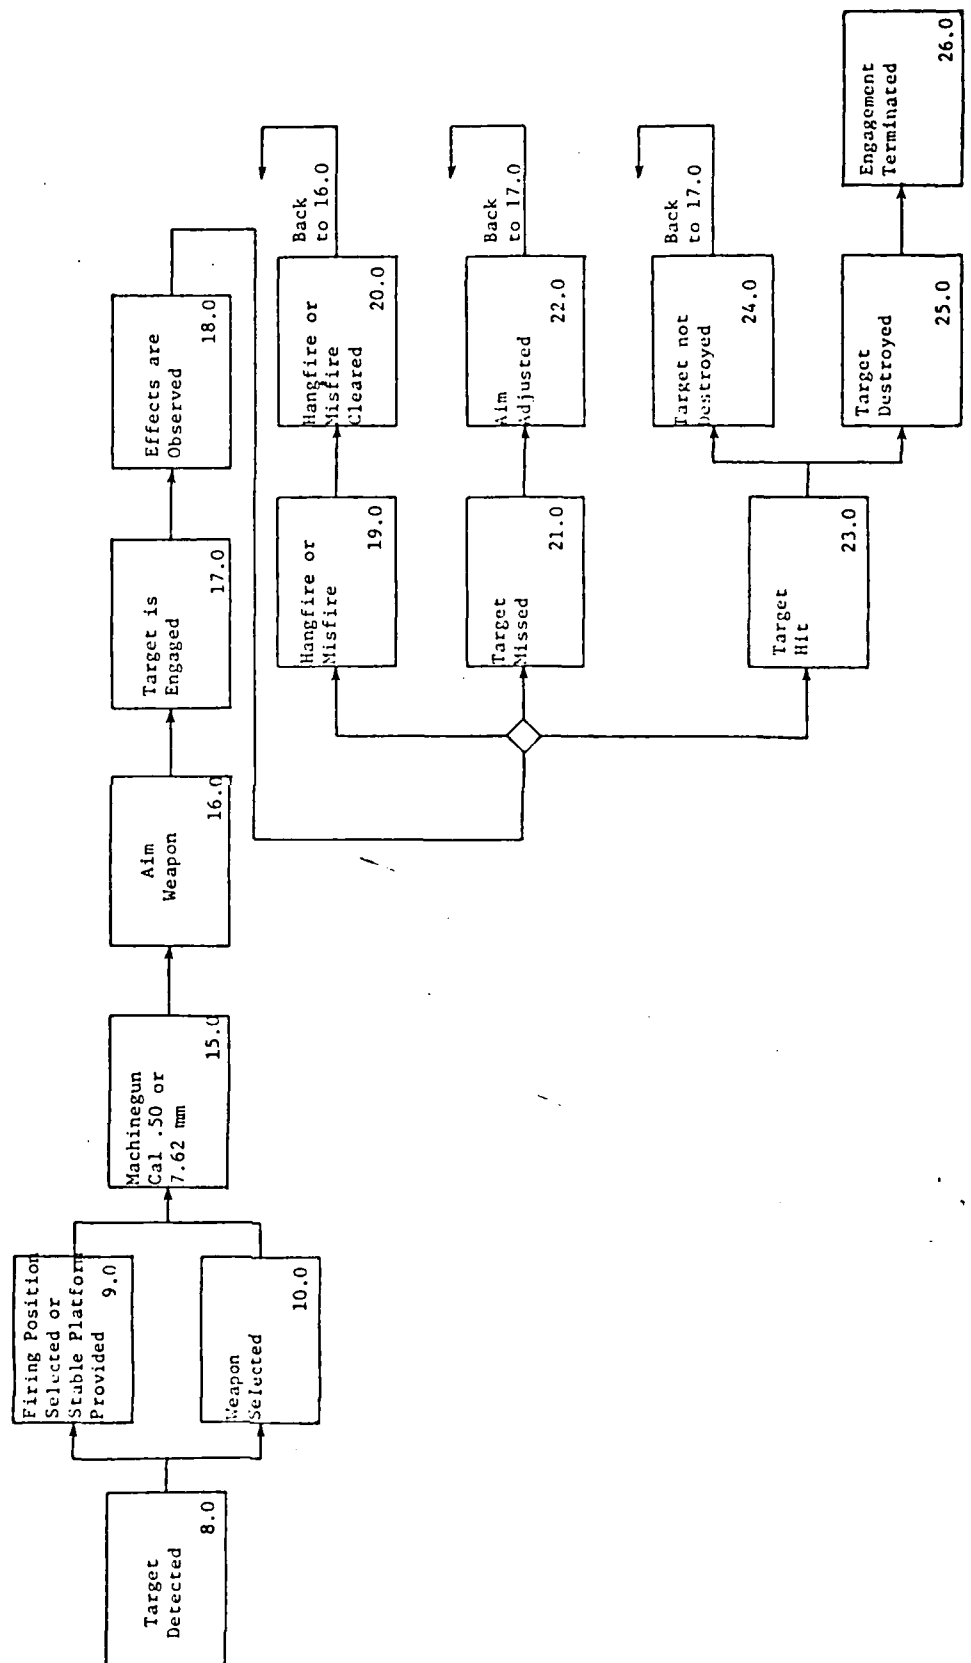 Target
Detected
8.0
Firing Position
Selected or
Stable Platform
Provided
9.0
Weapon
Selected
10.0
Machinegun
Cal .50 or
7.62 mm
15.0
Aim
Weapon
16.0
Target is
Engaged
17.0
Effects are
Observed
18.0
Hangfire or
Misfire
19.0
Hangfire or
Misfire
Cleared
20.0
Back
to 16.0
Target
Missed
21.0
Aim
Adjusted
22.0
Back
to 17.0
Target
Hit
23.0
Target not
Destroyed
24.0
Back
to 17.0
Target
Destroyed
25.0
Engagement
Terminated
26.0